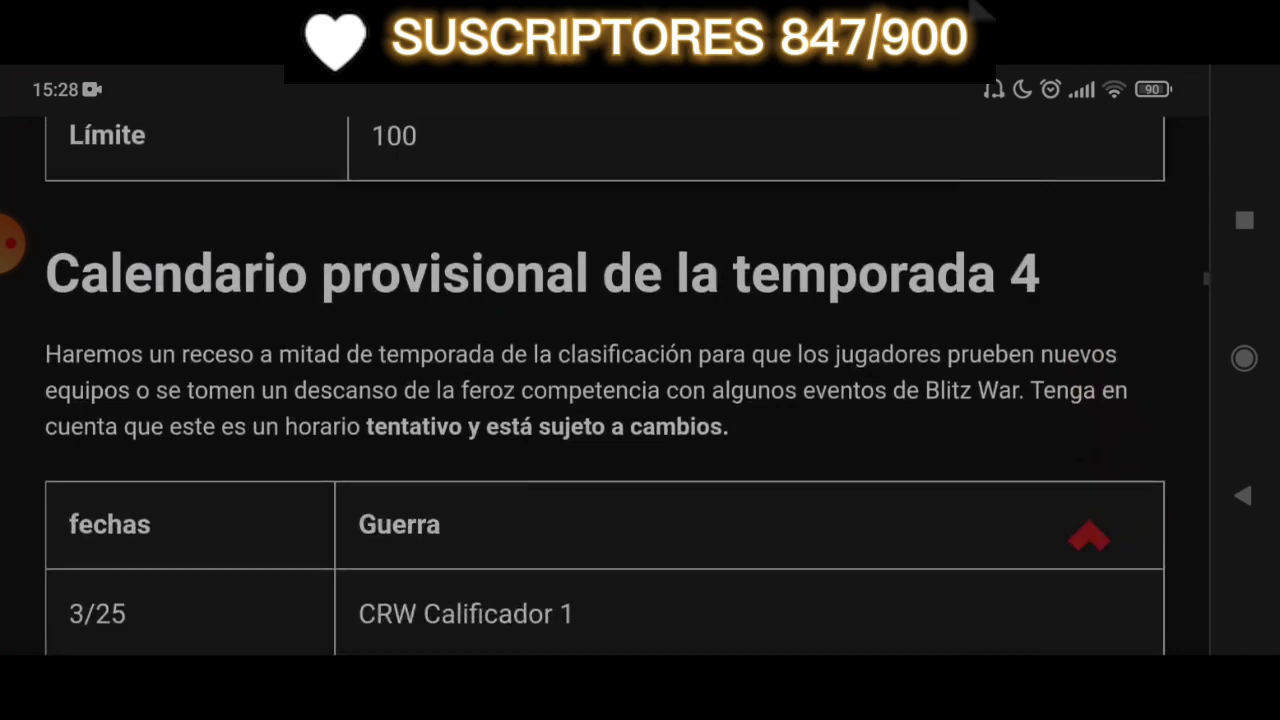 SUSCRIPTORES 847/900
15:28
90
Límite
100
Calendario provisional de la temporada 4
Haremos un receso a mitad de temporada de la clasificación para que los jugadores prueben nuevos
equipos o se tomen un descanso de la feroz competencia con algunos eventos de Blitz War. Tenga en
cuenta que este es un horario tentativo y está sujeto a cambios.
fechas
Guerra
3/25
CRW Calificador 1